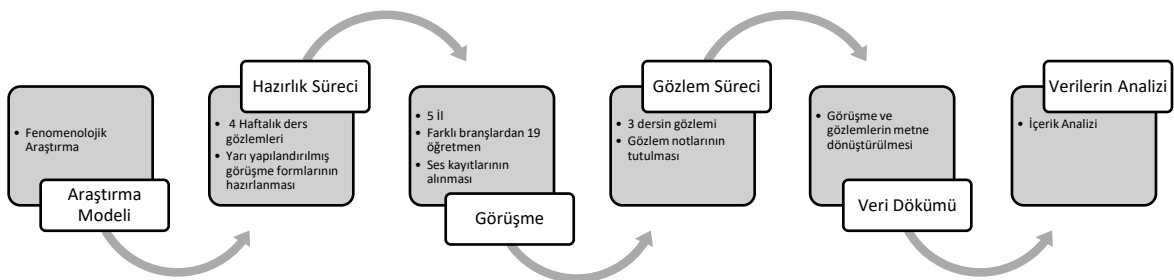 • Fenomenolojik
Araştırma
Araştırma
Modeli
Hazırlık Süreci
• 4 Haftalık ders
gözlemleri
• Yarı yapılandırılmış
görüşme formlarının
hazırlanması
• 5 İl
• Farklı branşlardan 19
öğretmen
• Ses kayıtlarının
alınması
Görüşme
Gözlem Süreci
• 3 dersin gözlemi
• Gözlem notlarının
tutulması
• Görüşme ve
gözlemlerin metne
dönüştürülmesi
Veri Dökümü
Verilerin Analizi
• İçerik Analizi